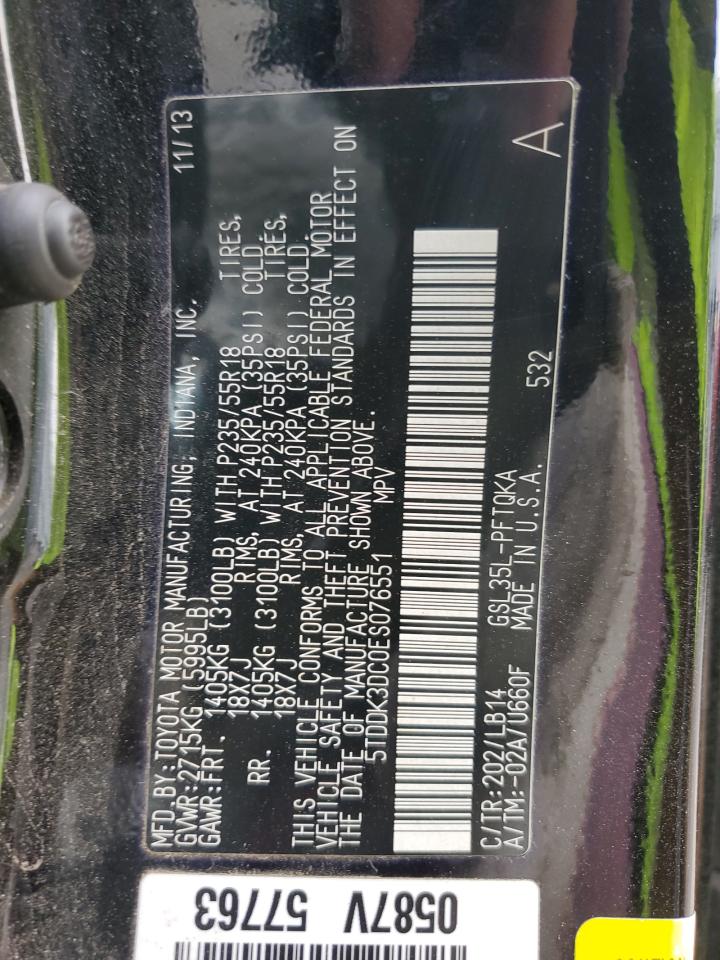 MFD.BY:TOYOTA MOTOR MANUFACTURING, INDIANA, INC. 11/13
GVWR:2715KG (5995LB)
GAWR:FRT. 1405KG (3100LB) WITH P235/55R18 TIRES,
18X7J RIMS, AT 240KPA (35PSI) COLD.
RR. 1405KG (3100LB) WITH P235/55R18 TIRES,
18X7J RIMS, AT 240KPA (35PSI) COLD.
THIS VEHICLE CONFORMS TO ALL APPLICABLE FEDERAL MOTOR
VEHICLE SAFETY AND THEFT PREVENTION STANDARDS IN EFFECT ON
THE DATE OF MANUFACTURE SHOWN ABOVE.
5TDDK3DC0ES076551 MPV
C/TR:202/LB14 GSL35L-PFTQKA
A/TM:-02A/U660F MADE IN U.S.A. 532
A
0587V
57763